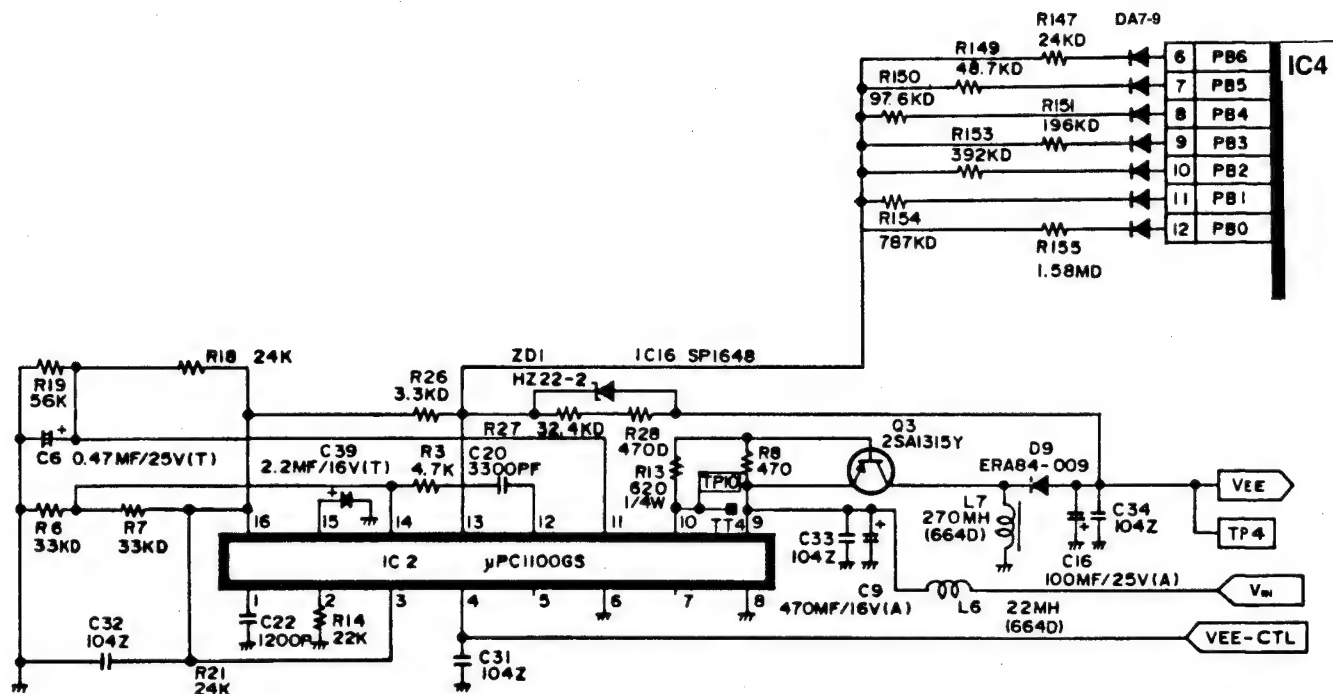 R147
24KD
DA7-9
IC4
R149
48.7KD
6 PB6
R150
97.6KD
7 PB5
R151
196KD
8 PB4
R153
392KD
9 PB3
10 PB2
11 PB1
R154
787KD
12 PB0
R155
1.58MD
R18 24K
ZD1
IC16 SP1648
HZ22-2
R19
56K
R26
3.3KD
R27 32.4KD
R28
470D
Q3
2SA1315Y
C6 0.47MF/25V(T)
C39
2.2MF/16V(T)
R3
4.7K
C20
3300PF
R13
620
1/4W
R8
470
TP10
TT4
D9
ERA84-009
VEE
TP4
L7
270MH
(664D)
C34
104Z
R6
33KD
R7
33KD
16 15 14 13 12 11 10 9
IC2 μPC1100GS
C33
104Z
C16
100MF/25V(A)
C9
470MF/16V(A)
L6
22MH
(664D)
VIN
1 2 3 4 5 6 7 8
C32
104Z
C22
1200P
R14
22K
VEE-CTL
R21
24K
C31
104Z